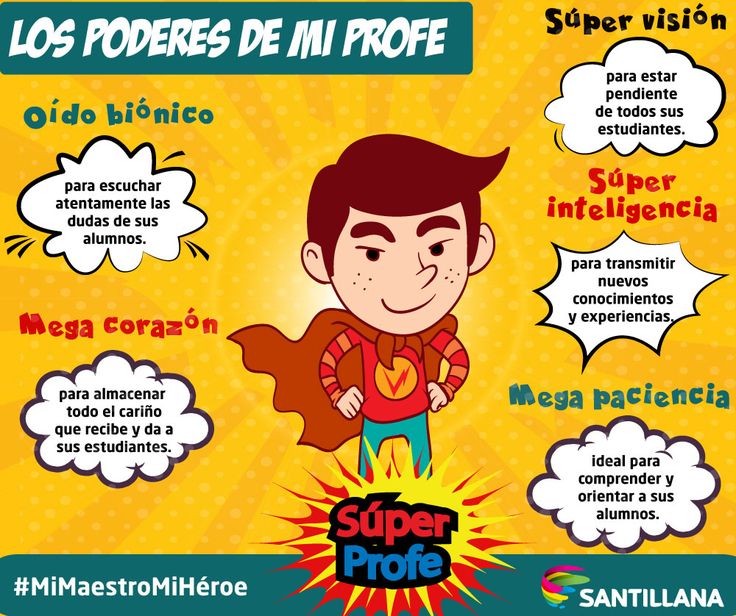 LOS PODERES DE MI PROFE
Oído biónico
para escuchar
atentamente las
dudas de sus
alumnos.
Mega corazón
para almacenar
todo el cariño
que recibe y da a
sus estudiantes.
Súper visión
para estar
pendiente
de todos sus
estudiantes.
Súper
inteligencia
para transmitir
nuevos
conocimientos
y experiencias.
Mega paciencia
ideal para
comprender y
orientar a sus
alumnos.
Súper
Profe
#MiMaestroMiHéroe
SANTILLANA